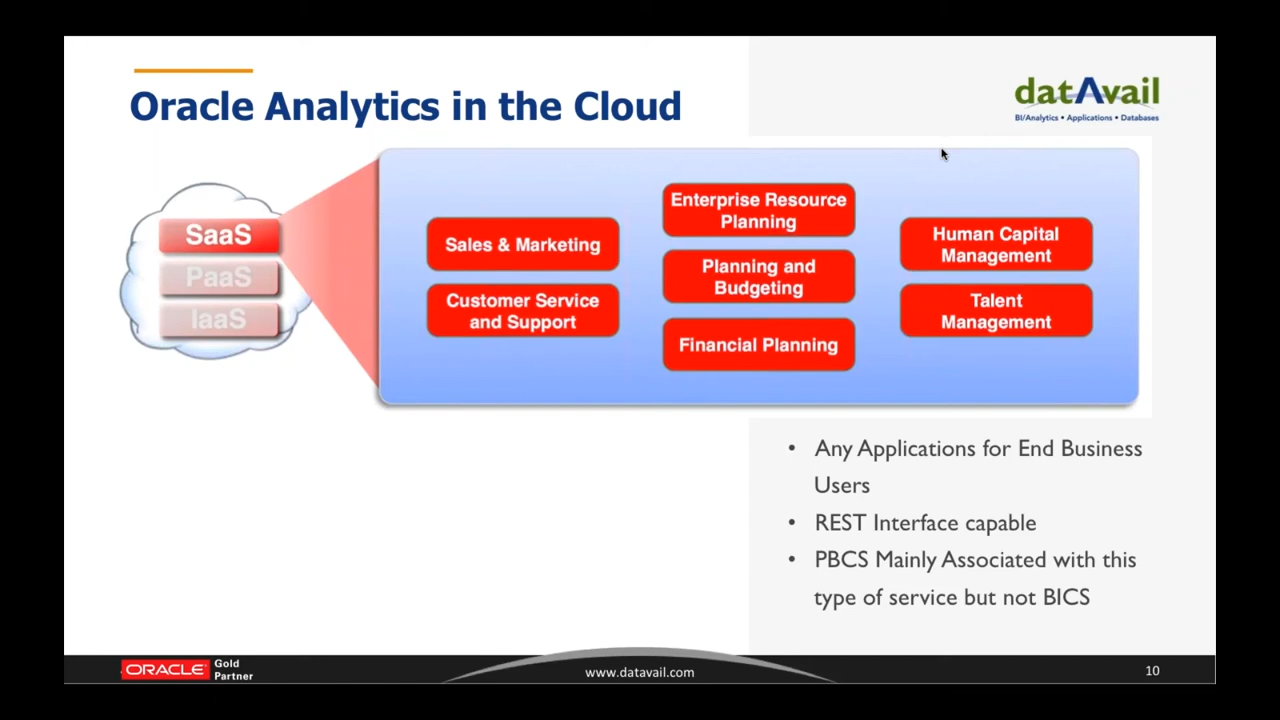 Oracle Analytics in the Cloud
datAvail
BI/Analytics • Applications • Databases
SaaS
PaaS
IaaS
Sales & Marketing
Customer Service
and Support
Enterprise Resource
Planning
Planning and
Budgeting
Financial Planning
Human Capital
Management
Talent
Management
• Any Applications for End Business
Users
• REST Interface capable
• PBCS Mainly Associated with this
type of service but not BICS
ORACLE
Gold
Partner
www.datavail.com
10